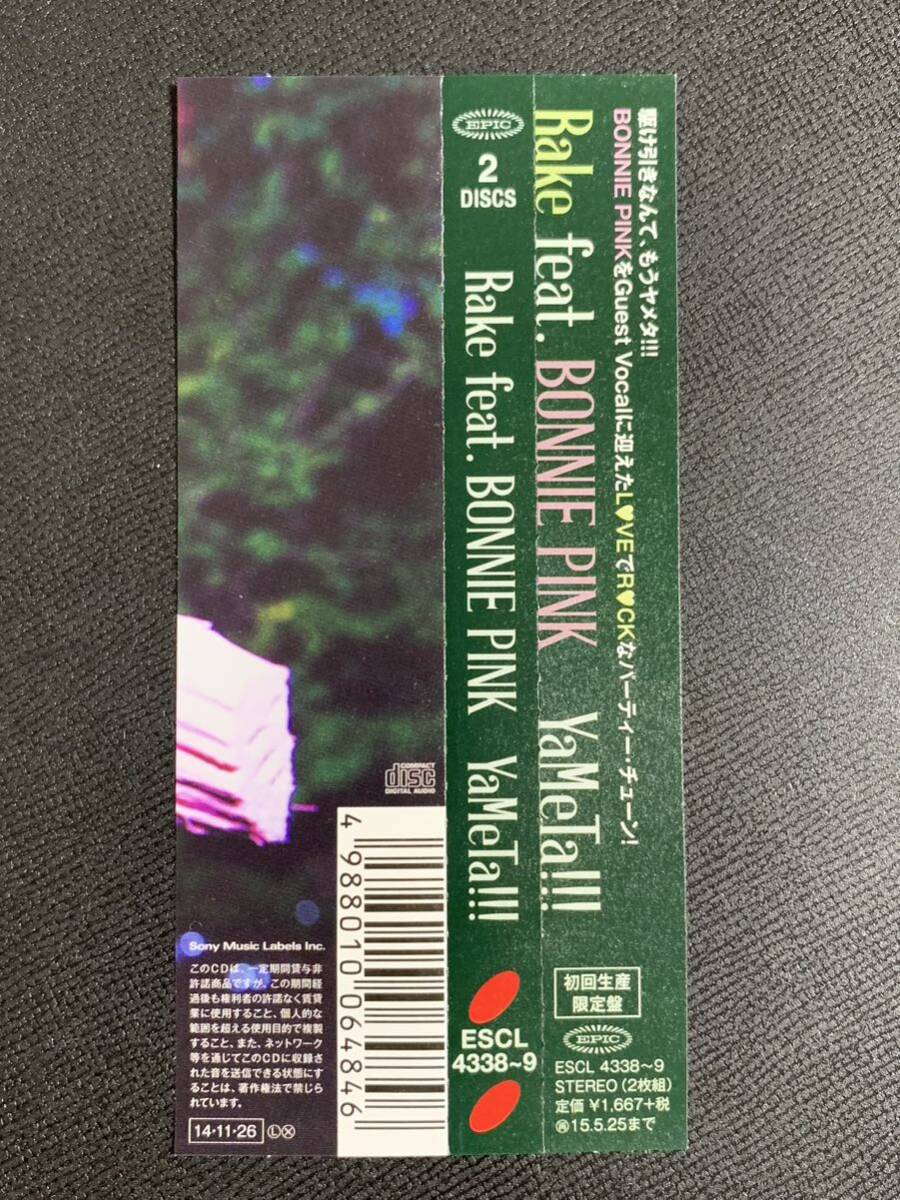 駆け引きなんて、もうヤメタ!!!
BONNIE PINKをGuest Vocalに迎えたL♥VEでR♥CKなパーティー・チェーン!
Rake feat. BONNIE PINK YaMeTa!!!
初回生産
限定盤
EPIC
ESCL 4338~9
STEREO (2枚組)
定価 ¥1,667+税
㋐15.5.25まで
EPIC
2
DISCS
Rake feat. BONNIE PINK YaMeTa!!!
ESCL
4338~9
COMPACT
disc
DIGITAL AUDIO
4 988010 064846
Sony Music Labels Inc.
このCDは、一定期間貸与非
許諾商品ですが、この期間経
過後も権利者の許諾なく賃貸
業に使用すること、個人的な
範囲を超える使用目的で複製
すること、また、ネットワーク
等を通じてこのCDに収録され
た音を送信できる状態にす
ることは、著作権法で禁じら
れています。
14·11·26 Ⓛ ⓧ